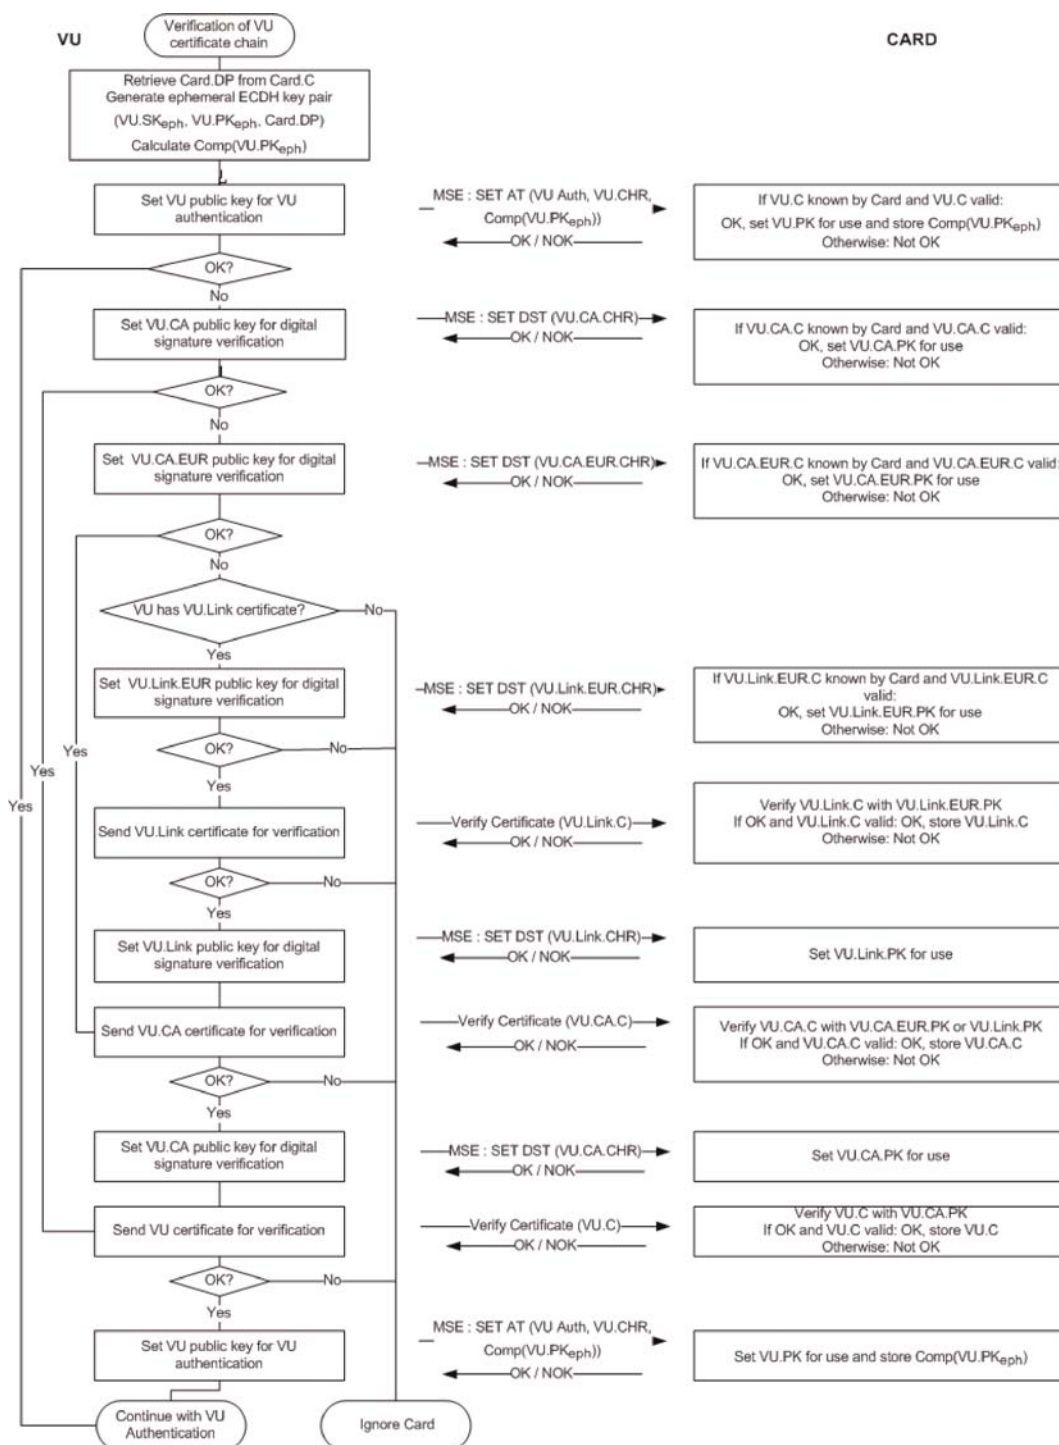 VU
Verification of VU
certificate chain
CARD
Retrieve Card.DP from Card.C
Generate ephemeral ECDH key pair
(VU.SKeph, VU.PKeph, Card.DP)
Calculate Comp(VU.PKeph)
Set VU public key for VU
authentication
MSE : SET AT (VU Auth, VU.CHR,
Comp(VU.PKeph))
OK / NOK
If VU.C known by Card and VU.C valid:
OK, set VU.PK for use and store Comp(VU.PKeph)
Otherwise: Not OK
OK?
No
Set VU.CA public key for digital
signature verification
MSE : SET DST (VU.CA.CHR)
OK / NOK
If VU.CA.C known by Card and VU.CA.C valid:
OK, set VU.CA.PK for use
Otherwise: Not OK
OK?
No
Set VU.CA.EUR public key for digital
signature verification
MSE : SET DST (VU.CA.EUR.CHR)
OK / NOK
If VU.CA.EUR.C known by Card and VU.CA.EUR.C valid:
OK, set VU.CA.EUR.PK for use
Otherwise: Not OK
OK?
No
VU has VU.Link certificate?
No
Yes
Set VU.Link.EUR public key for digital
signature verification
MSE : SET DST (VU.Link.EUR.CHR)
OK / NOK
If VU.Link.EUR.C known by Card and VU.Link.EUR.C
valid:
OK, set VU.Link.EUR.PK for use
Otherwise: Not OK
OK?
No
Yes
Yes
Yes
Yes
Send VU.Link certificate for verification
Verify Certificate (VU.Link.C)
OK / NOK
Verify VU.Link.C with VU.Link.EUR.PK
If OK and VU.Link.C valid: OK, store VU.Link.C
Otherwise: Not OK
OK?
No
Yes
Set VU.Link public key for digital
signature verification
MSE : SET DST (VU.Link.CHR)
OK / NOK
Set VU.Link.PK for use
Send VU.CA certificate for verification
Verify Certificate (VU.CA.C)
OK / NOK
Verify VU.CA.C with VU.CA.EUR.PK or VU.Link.PK
If OK and VU.CA.C valid: OK, store VU.CA.C
Otherwise: Not OK
OK?
No
Yes
Set VU.CA public key for digital
signature verification
MSE : SET DST (VU.CA.CHR)
OK / NOK
Set VU.CA.PK for use
Send VU certificate for verification
Verify Certificate (VU.C)
OK / NOK
Verify VU.C with VU.CA.PK
If OK and VU.C valid: OK, store VU.C
Otherwise: Not OK
OK?
No
Yes
Set VU public key for VU
authentication
MSE : SET AT (VU Auth, VU.CHR,
Comp(VU.PKeph))
OK / NOK
Set VU.PK for use and store Comp(VU.PKeph)
Continue with VU
Authentication
Ignore Card